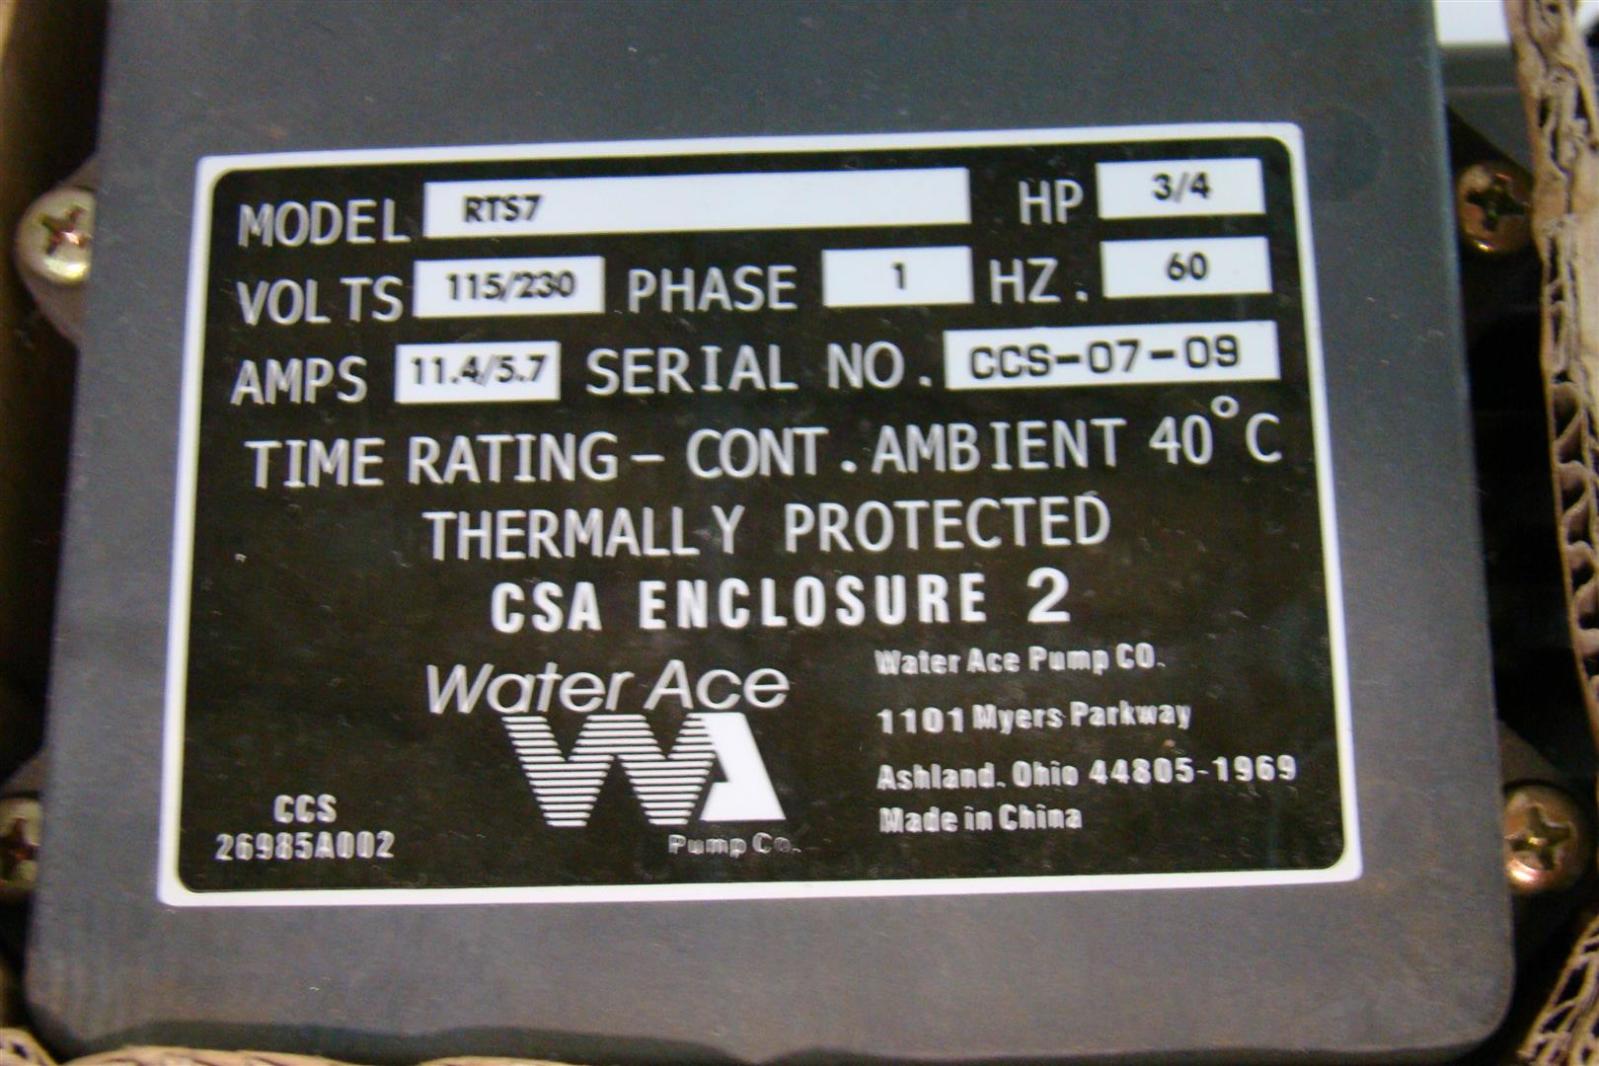 MODEL RTS7 HP 3/4
VOLTS 115/230 PHASE 1 HZ. 60
AMPS 11.4/5.7 SERIAL NO. CCS-07-09
TIME RATING - CONT. AMBIENT 40°C
THERMALLY PROTECTED
CSA ENCLOSURE 2
Water Ace
WA
Pump Co.
Water Ace Pump CO.
1101 Myers Parkway
Ashland, Ohio 44805-1969
Made in China
CCS
26985A002